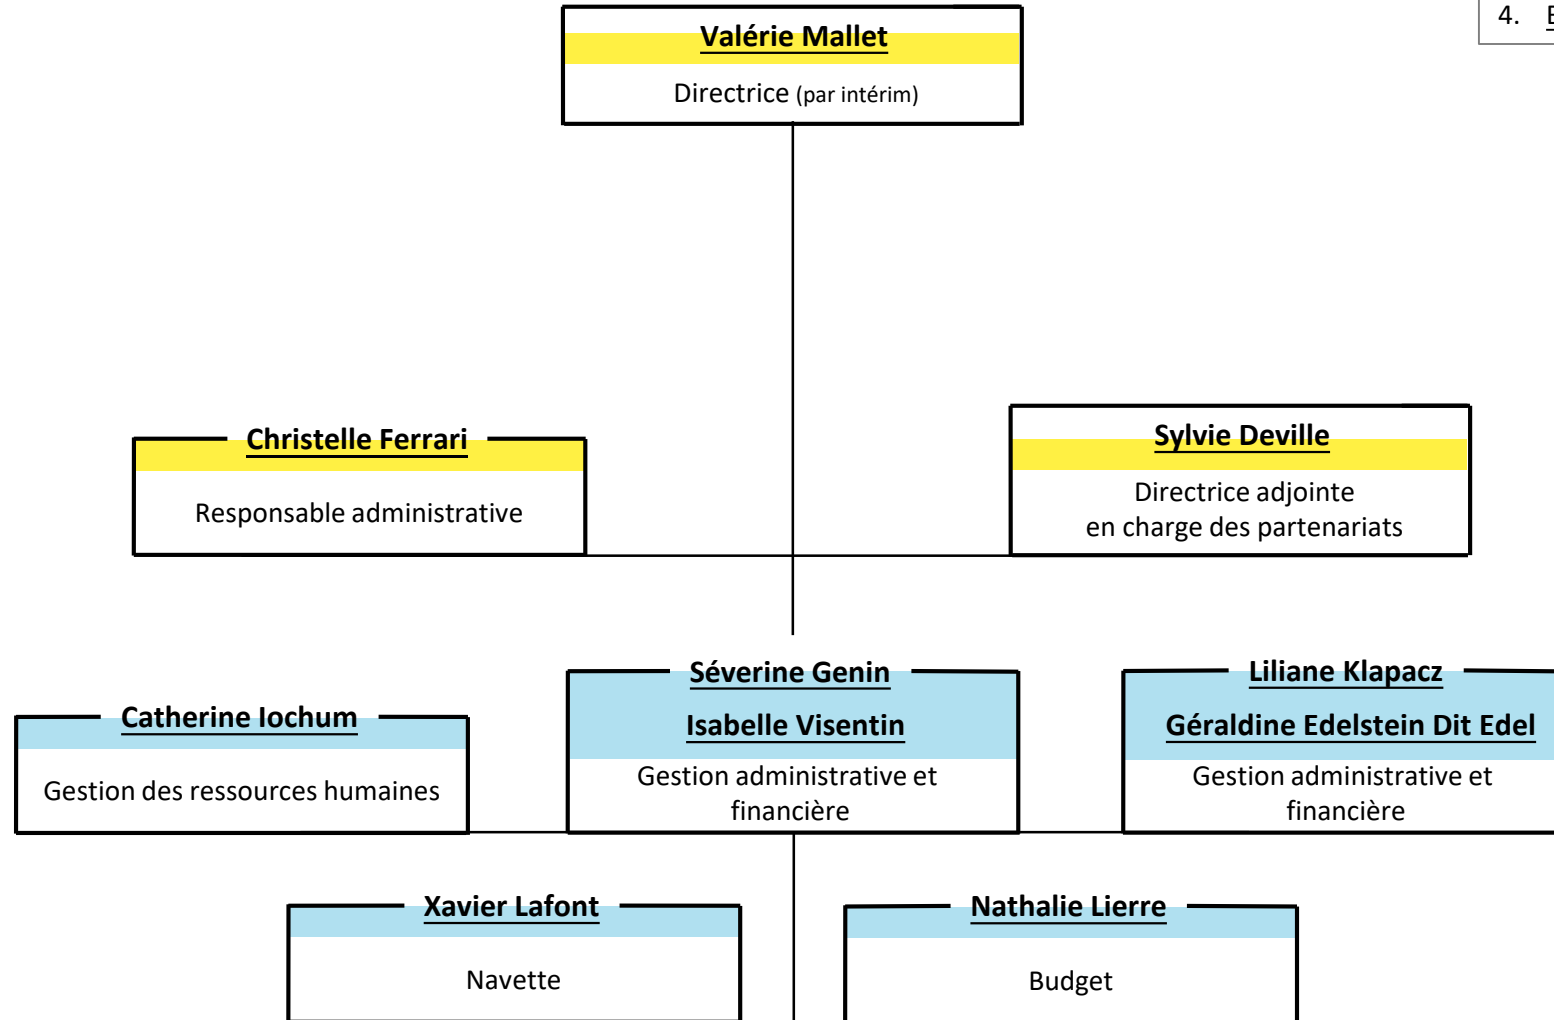 4.
Valérie Mallet
Directrice (par intérim)
Christelle Ferrari
Responsable administrative
Sylvie Deville
Directrice adjointe
en charge des partenariats
Catherine Iochum
Gestion des ressources humaines
Séverine Genin
Isabelle Visentin
Gestion administrative et
financière
Liliane Klapacz
Géraldine Edelstein Dit Edel
Gestion administrative et
financière
Xavier Lafont
Navette
Nathalie Lierre
Budget